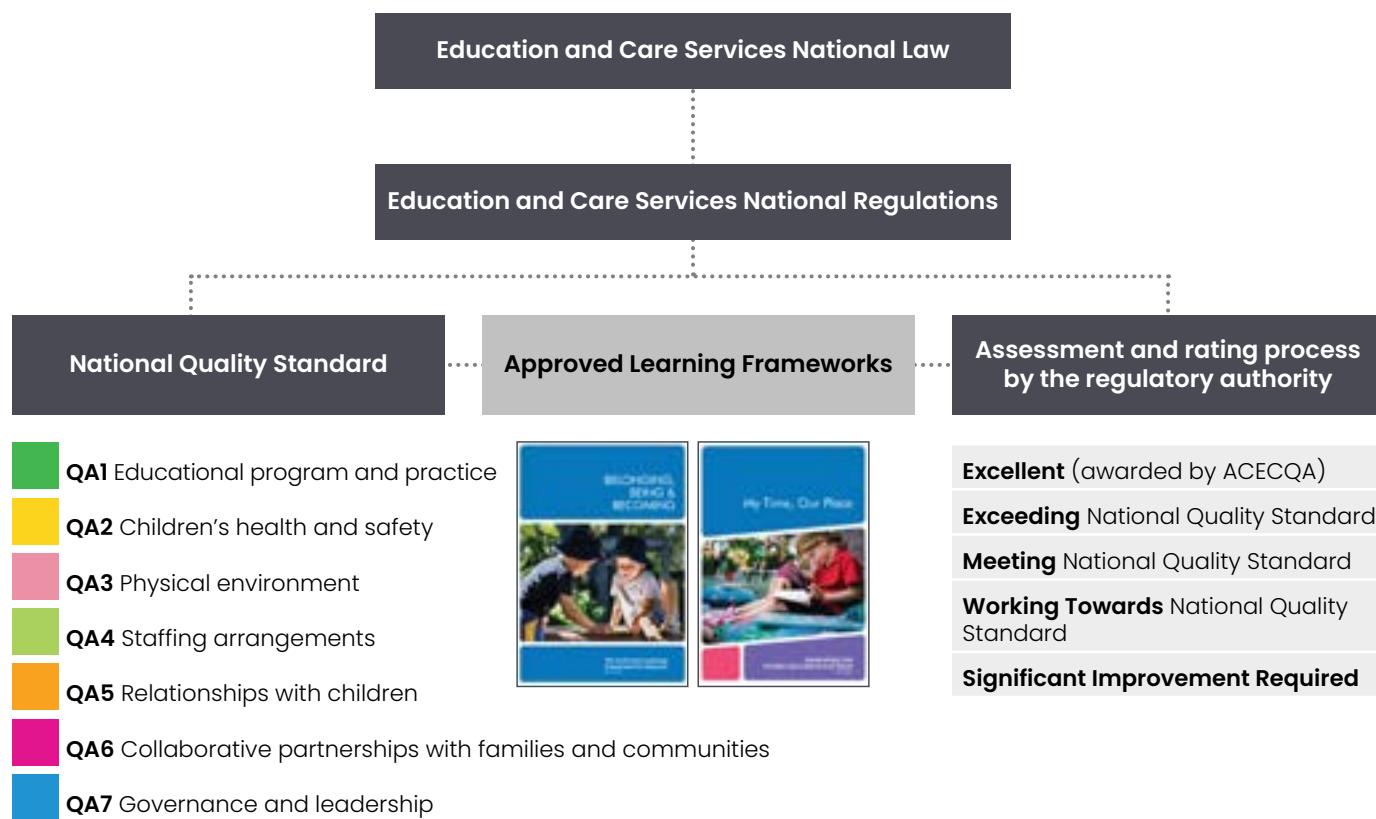 Education and Care Services National Law
Education and Care Services National Regulations
National Quality Standard
Approved Learning Frameworks
Assessment and rating process
by the regulatory authority
QA1 Educational program and practice
QA2 Children’s health and safety
QA3 Physical environment
QA4 Staffing arrangements
QA5 Relationships with children
QA6 Collaborative partnerships with families and communities
QA7 Governance and leadership
BELONGING,
BEING &
BECOMING
My Time, Our Place
Excellent (awarded by ACECQA)
Exceeding National Quality Standard
Meeting National Quality Standard
Working Towards National Quality
Standard
Significant Improvement Required